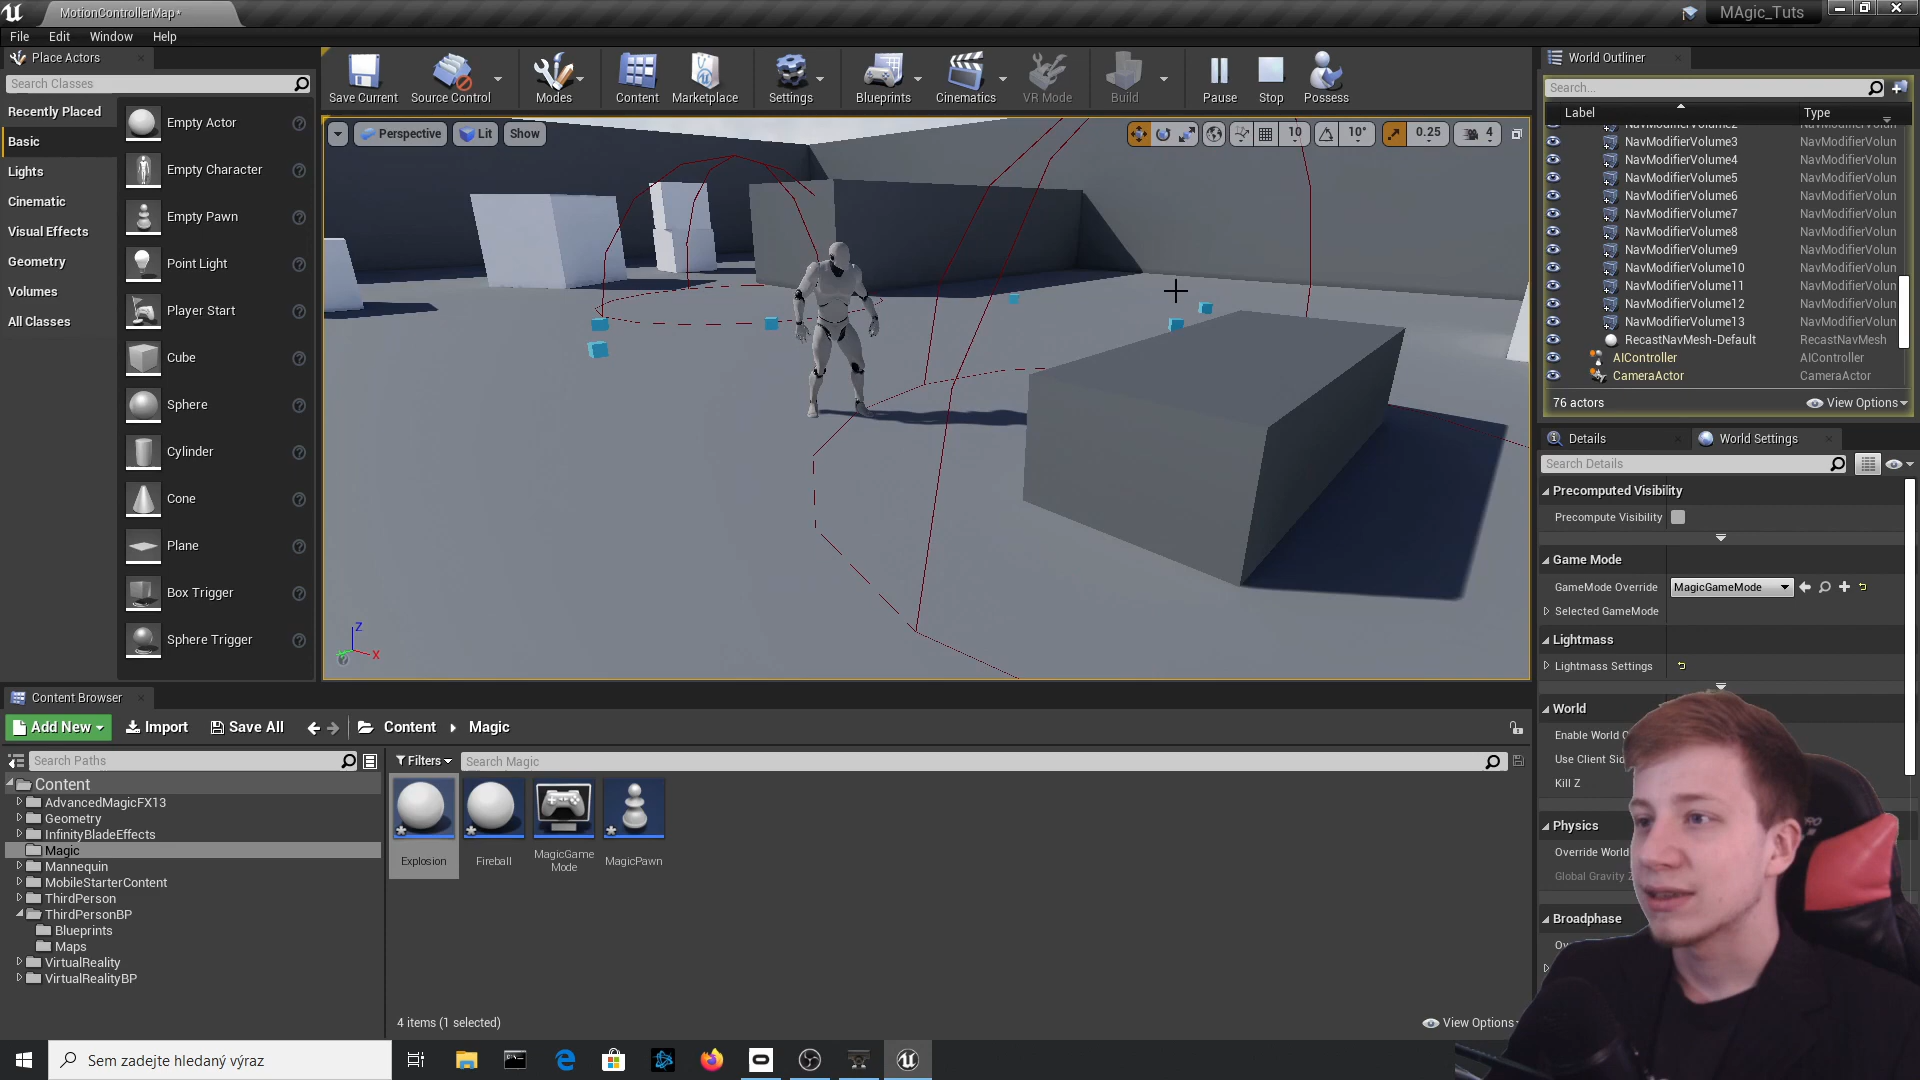 MotionControllerMap*
MAgic_Tuts
File Edit Window Help
Place Actors
Search Classes
Recently Placed
Basic
Lights
Cinematic
Visual Effects
Geometry
Volumes
All Classes
Empty Actor
Empty Character
Empty Pawn
Point Light
Player Start
Cube
Sphere
Cylinder
Cone
Plane
Box Trigger
Sphere Trigger
Save Current
Source Control
Modes
Content
Marketplace
Settings
Blueprints
Cinematics
VR Mode
Build
Pause
Stop
Possess
Perspective
Lit
Show
10
10°
0.25
4
Z
X
World Outliner
Search...
Label Type
NavModifierVolume2 NavModifierVolun
NavModifierVolume3 NavModifierVolun
NavModifierVolume4 NavModifierVolun
NavModifierVolume5 NavModifierVolun
NavModifierVolume6 NavModifierVolun
NavModifierVolume7 NavModifierVolun
NavModifierVolume8 NavModifierVolun
NavModifierVolume9 NavModifierVolun
NavModifierVolume10 NavModifierVolun
NavModifierVolume11 NavModifierVolun
NavModifierVolume12 NavModifierVolun
NavModifierVolume13 NavModifierVolun
RecastNavMesh-Default RecastNavMesh
AIController AIController
CameraActor CameraActor
76 actors
View Options
Details
World Settings
Search Details
Precomputed Visibility
Precompute Visibility
Game Mode
GameMode Override MagicGameMode
Selected GameMode
Lightmass
Lightmass Settings
World
Enable World C
Use Client Sid
Kill Z
Physics
Override World
Global Gravity Z
Broadphase
Content Browser
Add New
Import
Save All
Content
Magic
Search Paths
Filters
Search Magic
Content
AdvancedMagicFX13
Geometry
InfinityBladeEffects
Magic
Mannequin
MobileStarterContent
ThirdPerson
ThirdPersonBP
Blueprints
Maps
VirtualReality
VirtualRealityBP
Explosion
Fireball
MagicGame
Mode
MagicPawn
4 items (1 selected)
View Options
Sem zadejte hledaný výraz